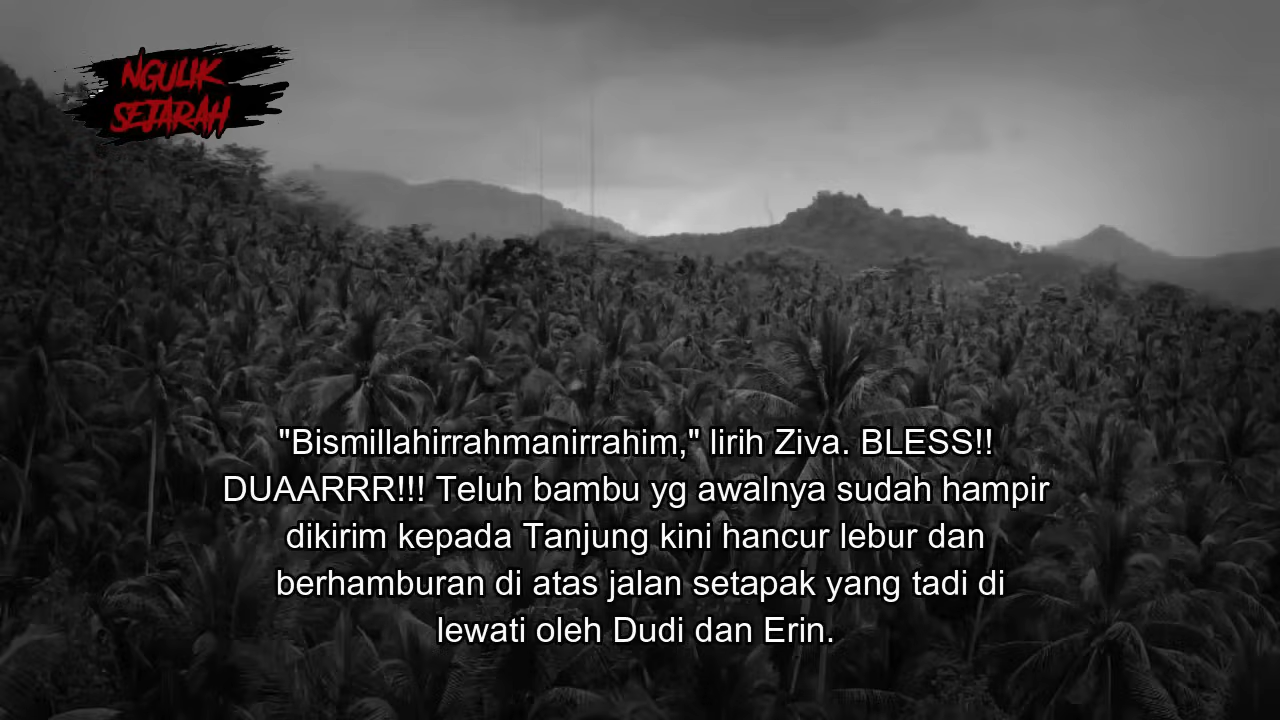 NGULIK
SEJARAH
"Bismillahirrahmanirrahim," lirih Ziva. BLESS!!
DUAARRR!!! Teluh bambu yg awalnya sudah hampir
dikirim kepada Tanjung kini hancur lebur dan
berhamburan di atas jalan setapak yang tadi di
lewati oleh Dudi dan Erin.